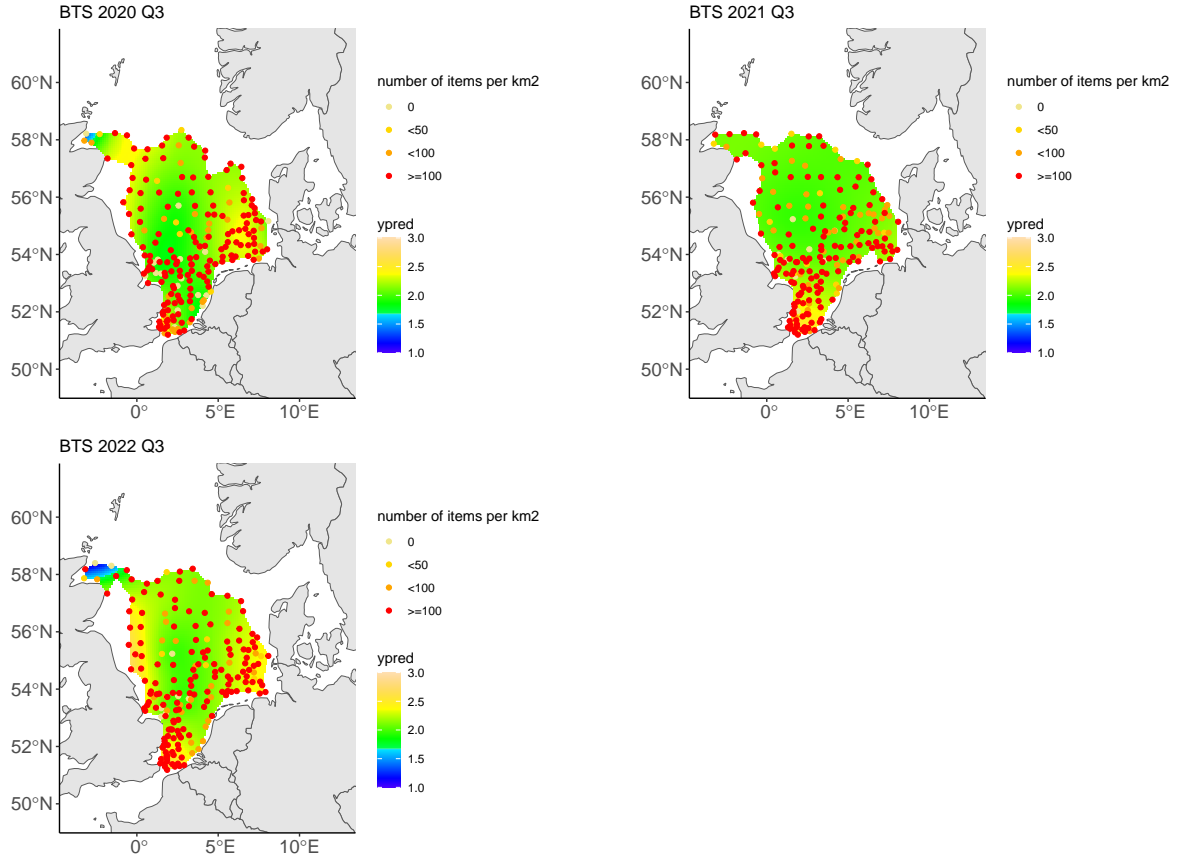 BTS 2020 Q3
60°N
58°N
56°N
54°N
52°N
50°N
0°
5°E
10°E
number of items per km2
0
<50
<100
>=100
ypred
3.0
2.5
2.0
1.5
1.0
BTS 2021 Q3
60°N
58°N
56°N
54°N
52°N
50°N
0°
5°E
10°E
number of items per km2
0
<50
<100
>=100
ypred
3.0
2.5
2.0
1.5
1.0
BTS 2022 Q3
60°N
58°N
56°N
54°N
52°N
50°N
0°
5°E
10°E
number of items per km2
0
<50
<100
>=100
ypred
3.0
2.5
2.0
1.5
1.0